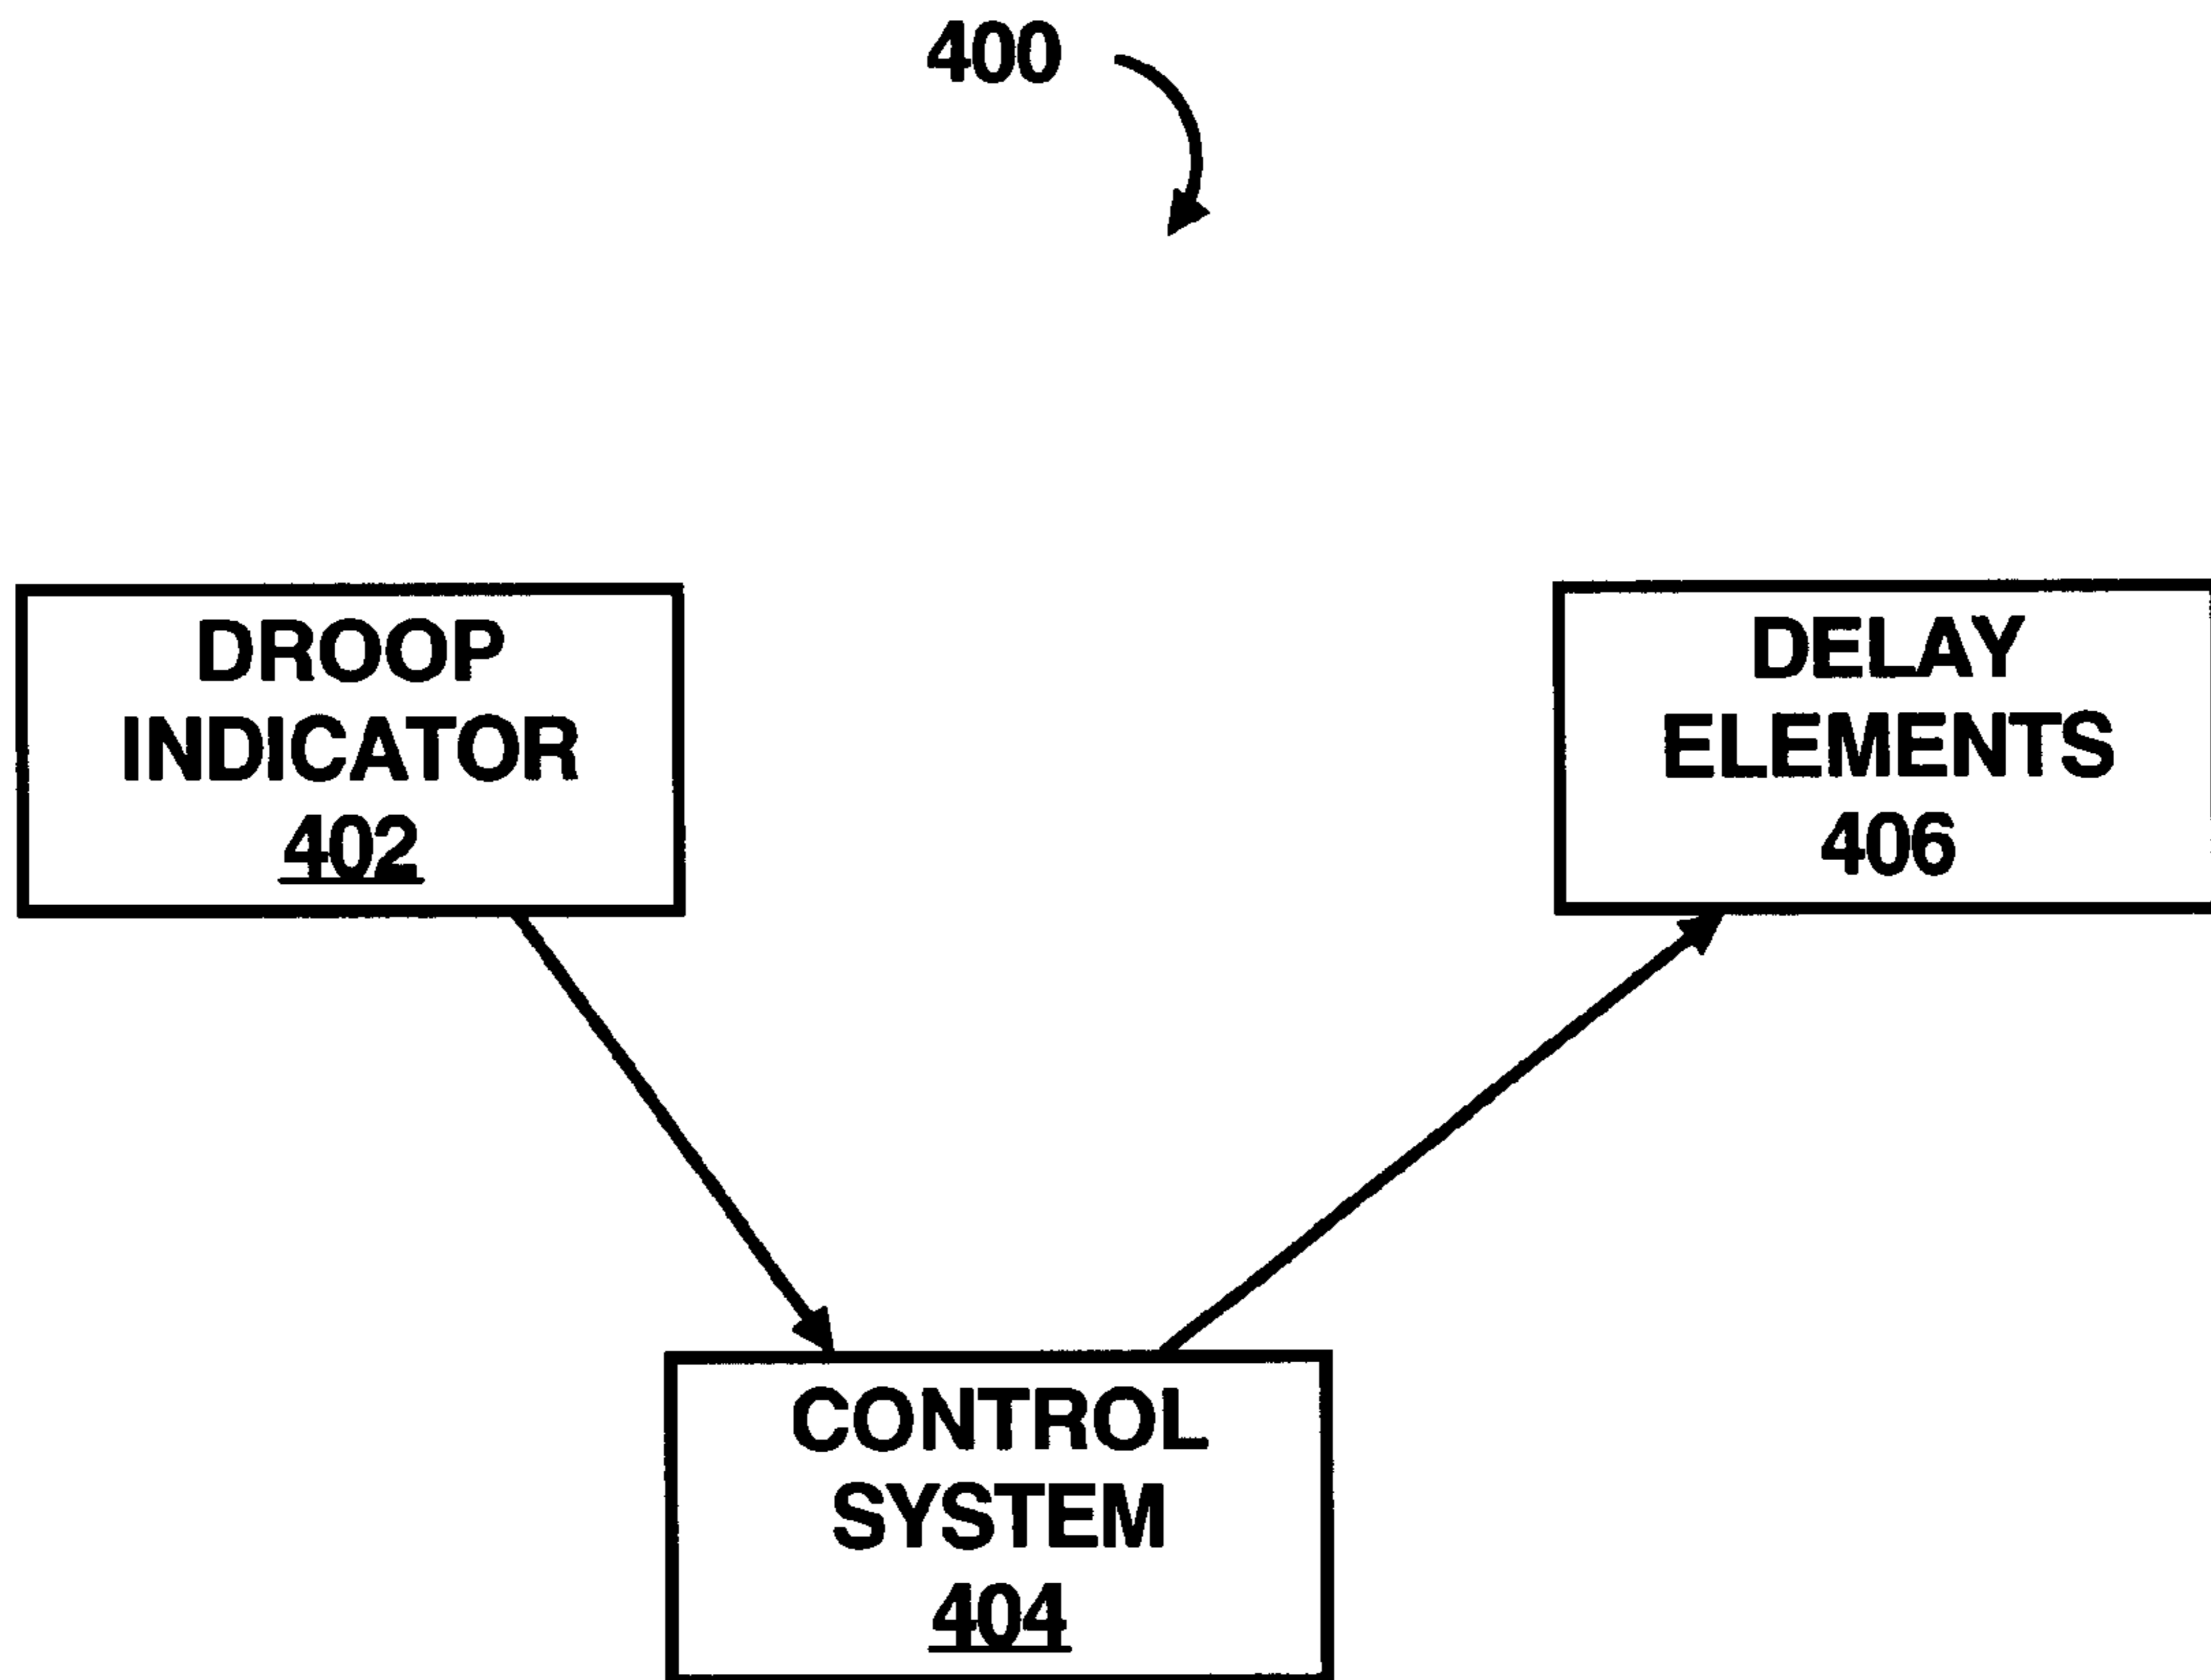 400
DROOP
INDICATOR
402
DELAY
ELEMENTS
406
CONTROL
SYSTEM
404